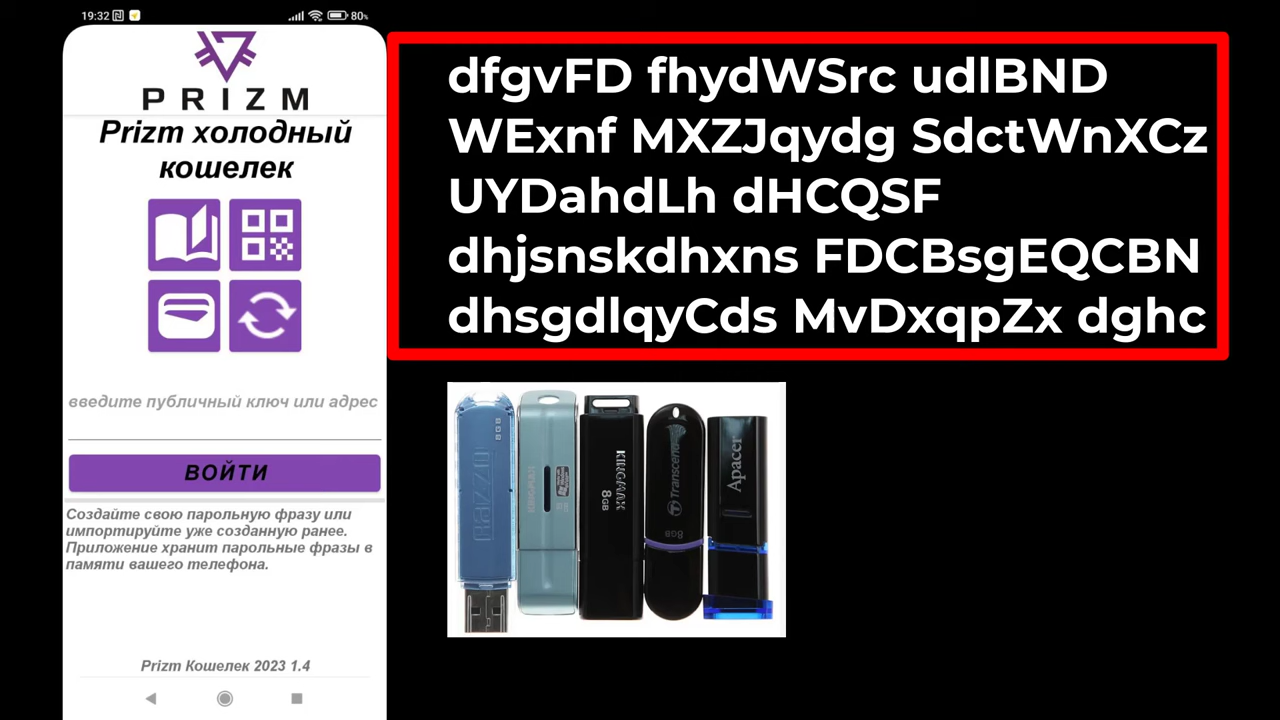 19:32
80%
PRIZM
Prizm холодный
кошелек
введите публичный ключ или адрес
ВОЙТИ
Создайте свою парольную фразу или
импортируйте уже созданную ранее.
Приложение хранит парольные фразы в
памяти вашего телефона.
Prizm Кошелек 2023 1.4
dfgvFD fhydWSrc udlBND
WExnf MXZJqydg SdctWnXCz
UYDahdLh dHCQSF
dhjsnskdhxns FDCBsgEQCBN
dhsgdlqyCds MvDxqpZx dghc
8GB
KINGMAX
8GB
Transcend
8GB
Apacer